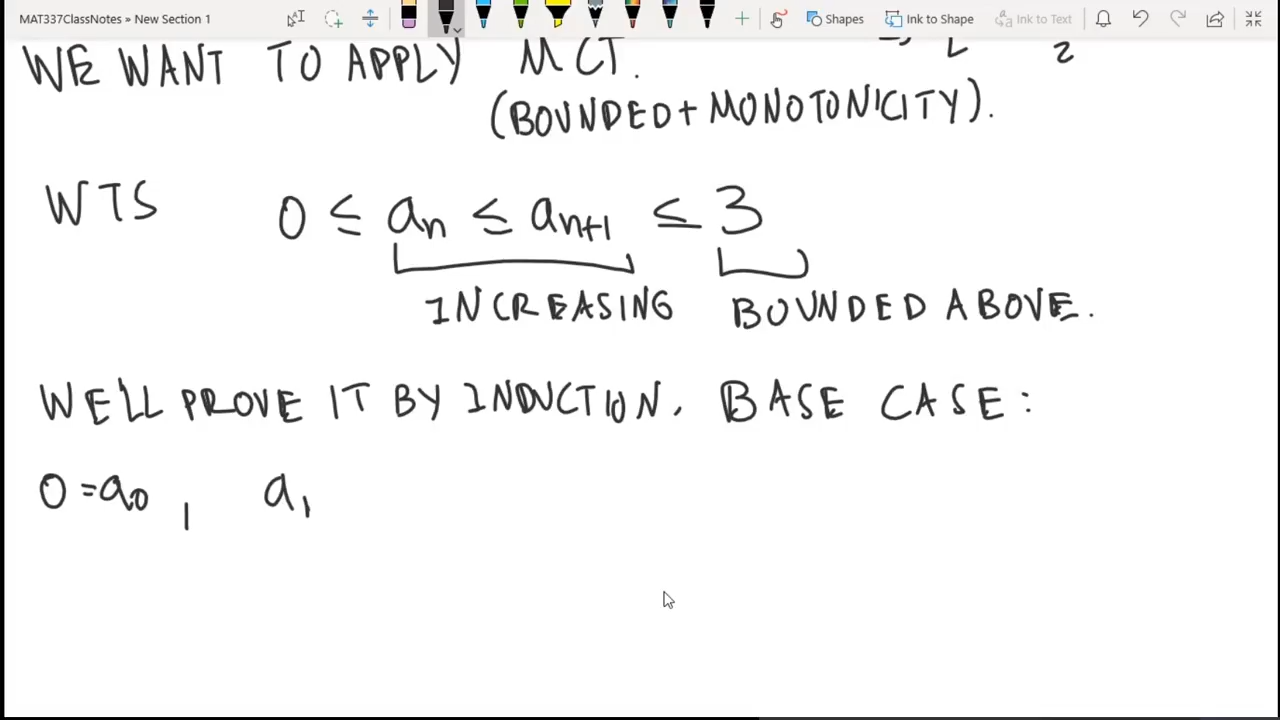 MAT337ClassNotes » New Section 1
Shapes
Ink to Shape
Ink to Text
WE WANT TO APPLY MCT.
2
(BOUNDED + MONOTONICITY).
WTS 0 ≤ aₙ ≤ aₙ₊₁ ≤ 3
INCREASING BOUNDED ABOVE.
WE'LL PROVE IT BY INDUCTION. BASE CASE:
0 = a₀ , a₁